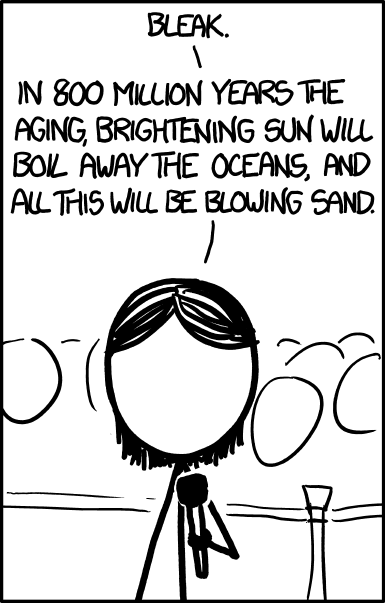 BLEAK.
IN 800 MILLION YEARS THE
AGING, BRIGHTENING SUN WILL
BOIL AWAY THE OCEANS, AND
ALL THIS WILL BE BLOWING SAND.